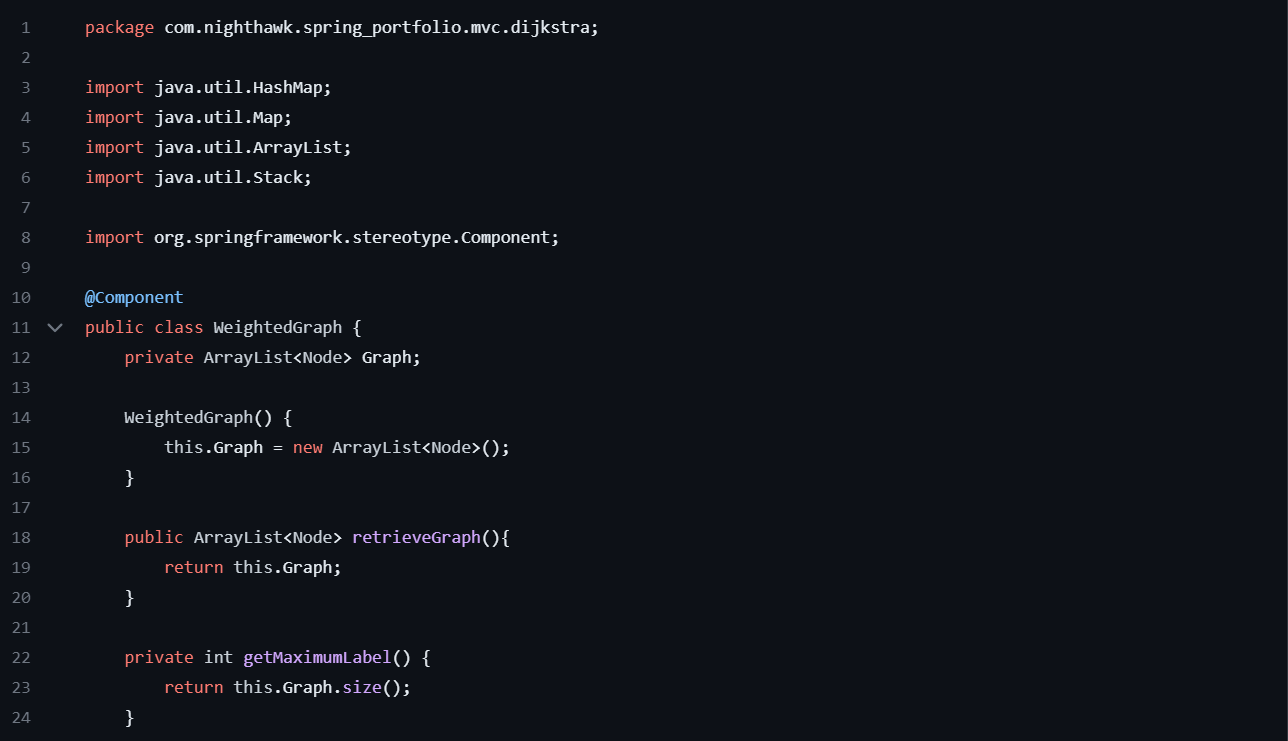 1 package com.nighthawk.spring_portfolio.mvc.dijkstra;
2
3 import java.util.HashMap;
4 import java.util.Map;
5 import java.util.ArrayList;
6 import java.util.Stack;
7
8 import org.springframework.stereotype.Component;
9
10 @Component
11 public class WeightedGraph {
12     private ArrayList<Node> Graph;
13
14     WeightedGraph() {
15         this.Graph = new ArrayList<Node>();
16     }
17
18     public ArrayList<Node> retrieveGraph(){
19         return this.Graph;
20     }
21
22     private int getMaximumLabel() {
23         return this.Graph.size();
24     }